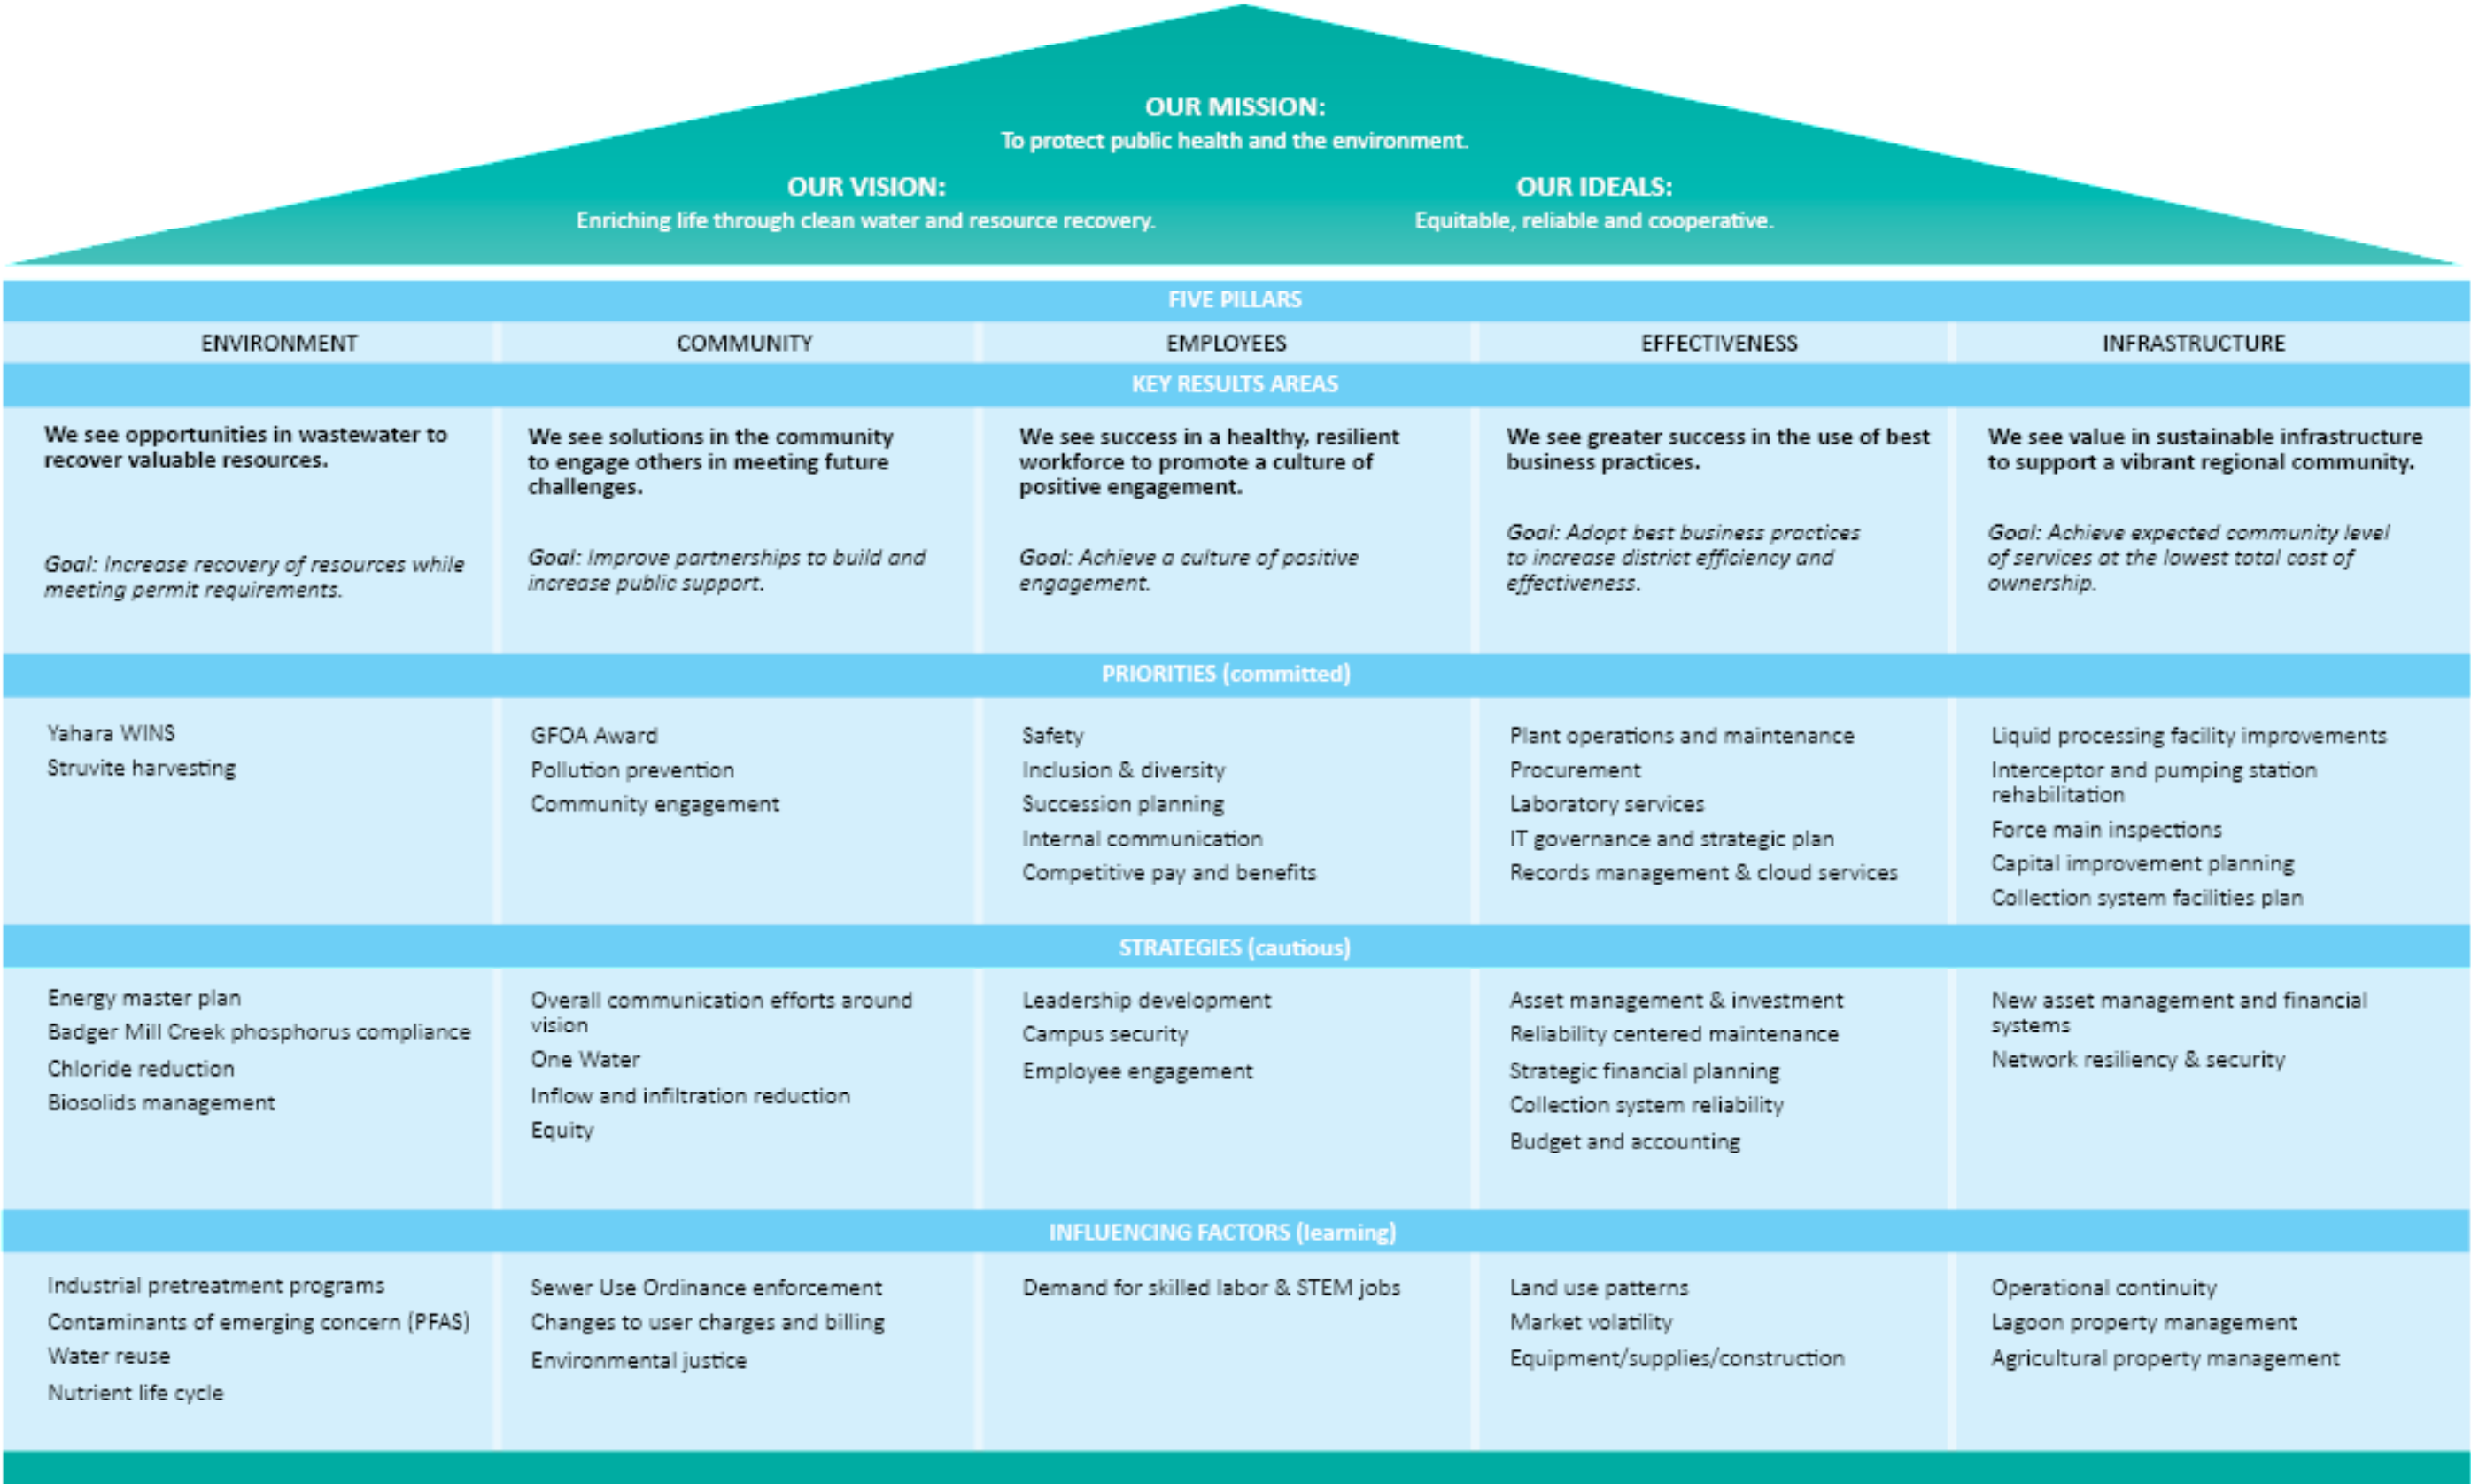 OUR MISSION:
To protect public health and the environment.
OUR VISION:
Enriching life through clean water and resource recovery.
OUR IDEALS:
Equitable, reliable and cooperative.
FIVE PILLARS
ENVIRONMENT
COMMUNITY
EMPLOYEES
EFFECTIVENESS
INFRASTRUCTURE
KEY RESULTS AREAS
We see opportunities in wastewater to
recover valuable resources.
Goal: Increase recovery of resources while
meeting permit requirements.
We see solutions in the community
to engage others in meeting future
challenges.
Goal: Improve partnerships to build and
increase public support.
We see success in a healthy, resilient
workforce to promote a culture of
positive engagement.
Goal: Achieve a culture of positive
engagement.
We see greater success in the use of best
business practices.
Goal: Adopt best business practices
to increase district efficiency and
effectiveness.
We see value in sustainable infrastructure
to support a vibrant regional community.
Goal: Achieve expected community level
of services at the lowest total cost of
ownership.
PRIORITIES (committed)
Yahara WINS
Struvite harvesting
GFOA Award
Pollution prevention
Community engagement
Safety
Inclusion & diversity
Succession planning
Internal communication
Competitive pay and benefits
Plant operations and maintenance
Procurement
Laboratory services
IT governance and strategic plan
Records management & cloud services
Liquid processing facility improvements
Interceptor and pumping station
rehabilitation
Force main inspections
Capital improvement planning
Collection system facilities plan
STRATEGIES (cautious)
Energy master plan
Badger Mill Creek phosphorus compliance
Chloride reduction
Biosolids management
Overall communication efforts around
vision
One Water
Inflow and infiltration reduction
Equity
Leadership development
Campus security
Employee engagement
Asset management & investment
Reliability centered maintenance
Strategic financial planning
Collection system reliability
Budget and accounting
New asset management and financial
systems
Network resiliency & security
INFLUENCING FACTORS (learning)
Industrial pretreatment programs
Contaminants of emerging concern (PFAS)
Water reuse
Nutrient life cycle
Sewer Use Ordinance enforcement
Changes to user charges and billing
Environmental justice
Demand for skilled labor & STEM jobs
Land use patterns
Market volatility
Equipment/supplies/construction
Operational continuity
Lagoon property management
Agricultural property management